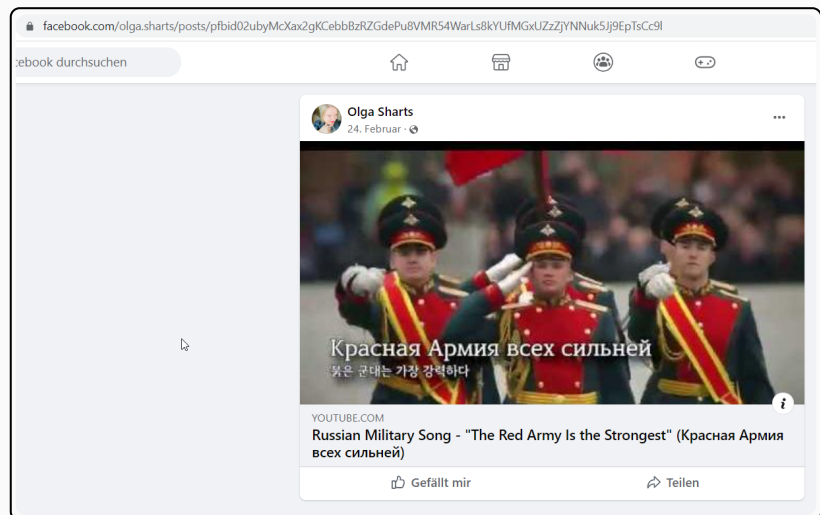 facebook.com/olga.sharts/posts/pfbid02ubyMcXax2gKCebbBzRZGdePu8VMR54WarLs8kYUfMGxUZzZjYNNuk5Jj9EpTsCc9l
cebook durchsuchen
Olga Sharts
24. Februar ·
Красная Армия всех сильней
붉은 군대는 가장 강력하다
YOUTUBE.COM
Russian Military Song - "The Red Army Is the Strongest" (Красная Армия
всех сильней)
Gefällt mir
Teilen